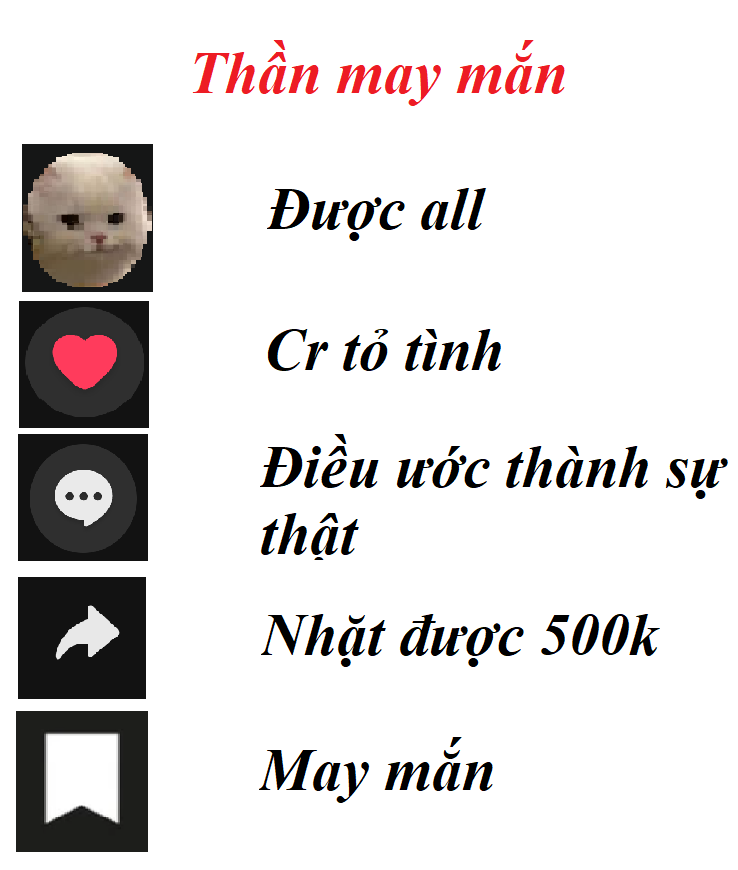 Thần may mắn
Được all
Cr tỏ tình
Điều ước thành sự
thật
Nhặt được 500k
May mắn